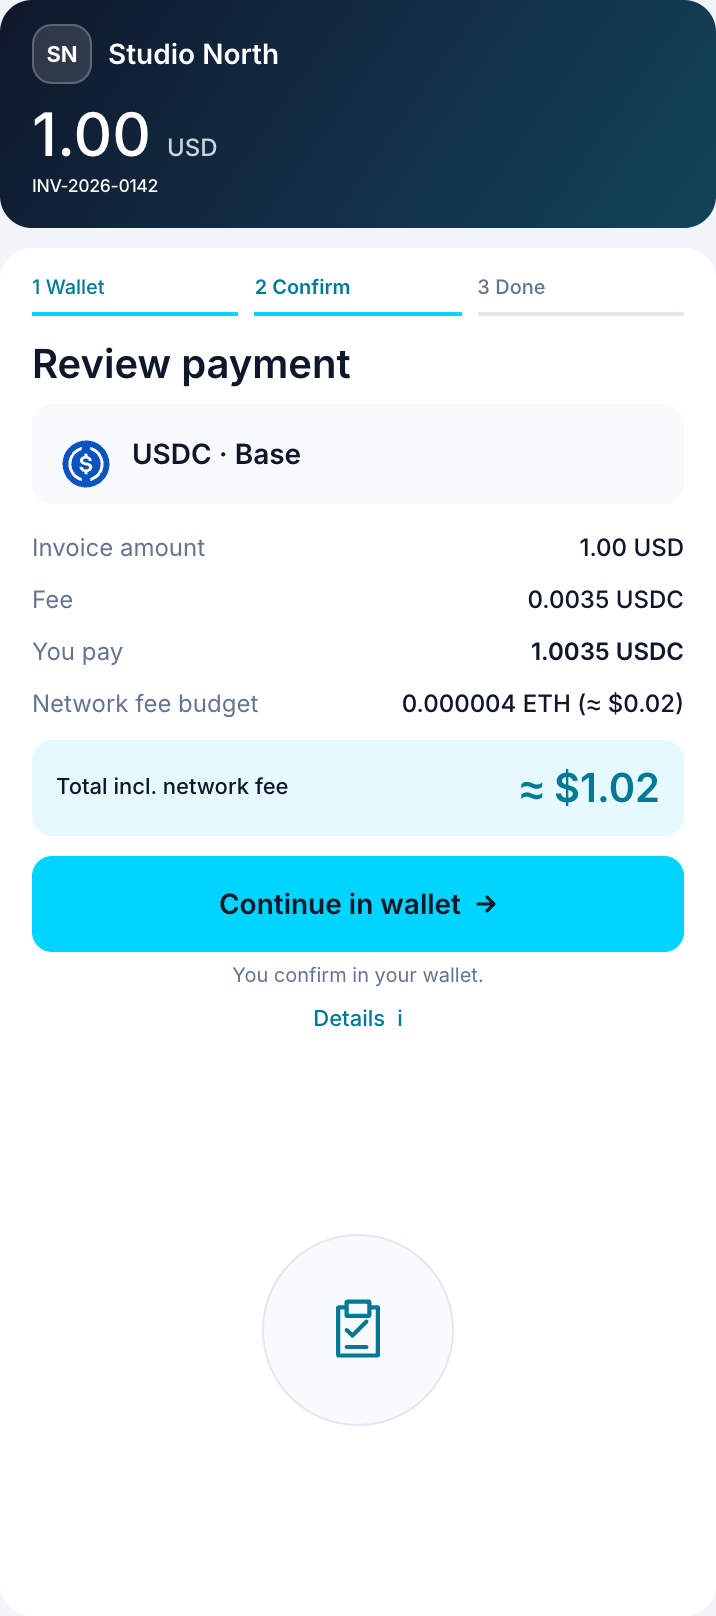 SN Studio North
1.00 USD
INV-2026-0142
1 Wallet 2 Confirm 3 Done
Review payment
USDC · Base
Invoice amount 1.00 USD
Fee 0.0035 USDC
You pay 1.0035 USDC
Network fee budget 0.000004 ETH (≈ $0.02)
Total incl. network fee ≈ $1.02
Continue in wallet →
You confirm in your wallet.
Details i